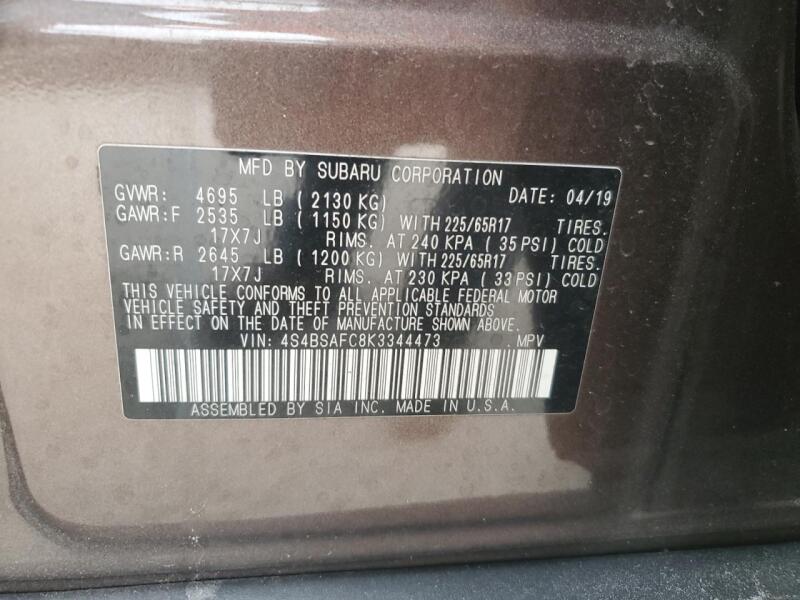 MFD BY SUBARU CORPORATION
GVWR: 4695 LB ( 2130 KG) DATE: 04/19
GAWR:F 2535 LB ( 1150 KG) WITH 225/65R17 TIRES.
17X7J RIMS. AT 240 KPA ( 35 PSI) COLD
GAWR:R 2645 LB ( 1200 KG) WITH 225/65R17 TIRES.
17X7J RIMS. AT 230 KPA ( 33 PSI) COLD
THIS VEHICLE CONFORMS TO ALL APPLICABLE FEDERAL MOTOR
VEHICLE SAFETY AND THEFT PREVENTION STANDARDS
IN EFFECT ON THE DATE OF MANUFACTURE SHOWN ABOVE.
VIN: 4S4BSAFC8K3344473 . MPV
ASSEMBLED BY SIA INC. MADE IN U.S.A.